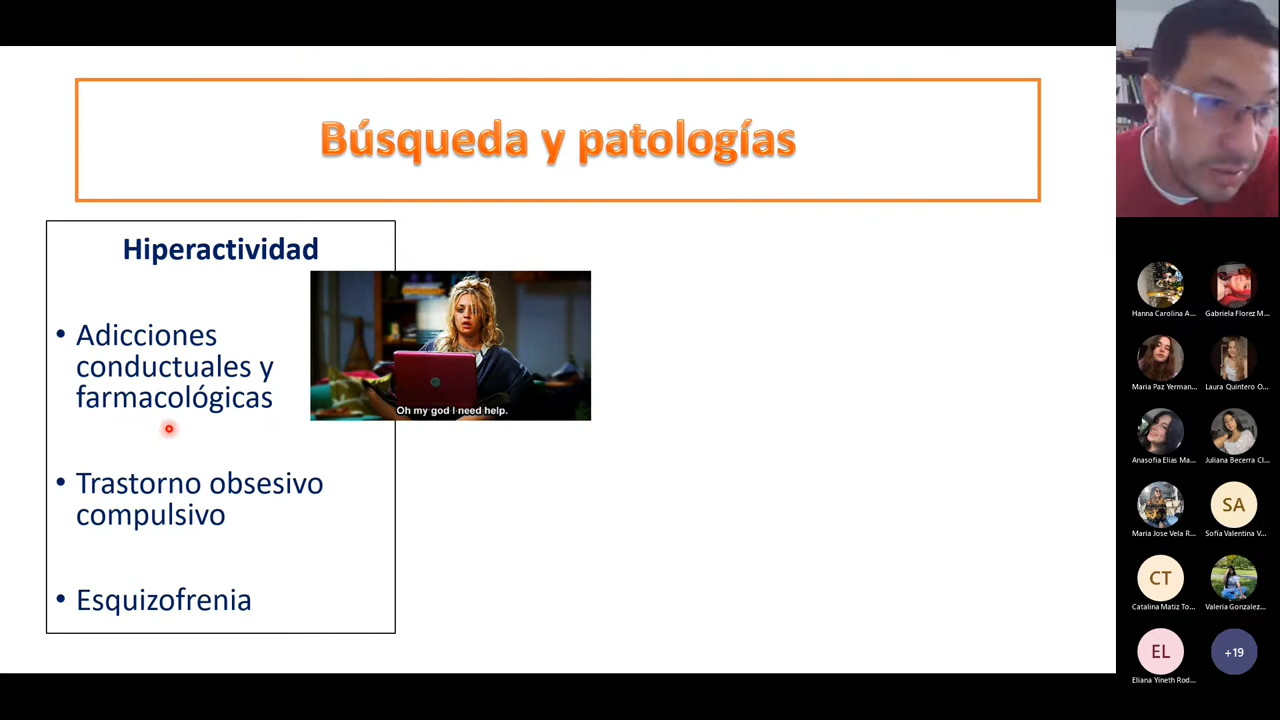 Búsqueda y patologías
Hiperactividad
• Adicciones
conductuales y
farmacológicas
• Trastorno obsesivo
compulsivo
• Esquizofrenia
Oh my god I need help.
Hanna Carolina A...
Gabriela Florez M...
Maria Paz Yerman...
Laura Quintero O...
Anasofia Elias Ma...
Juliana Becerra Cl...
Maria Jose Vela R...
SA
Sofía Valentina V...
CT
Catalina Matiz To...
Valeria Gonzalez...
EL
Eliana Yineth Rod...
+19